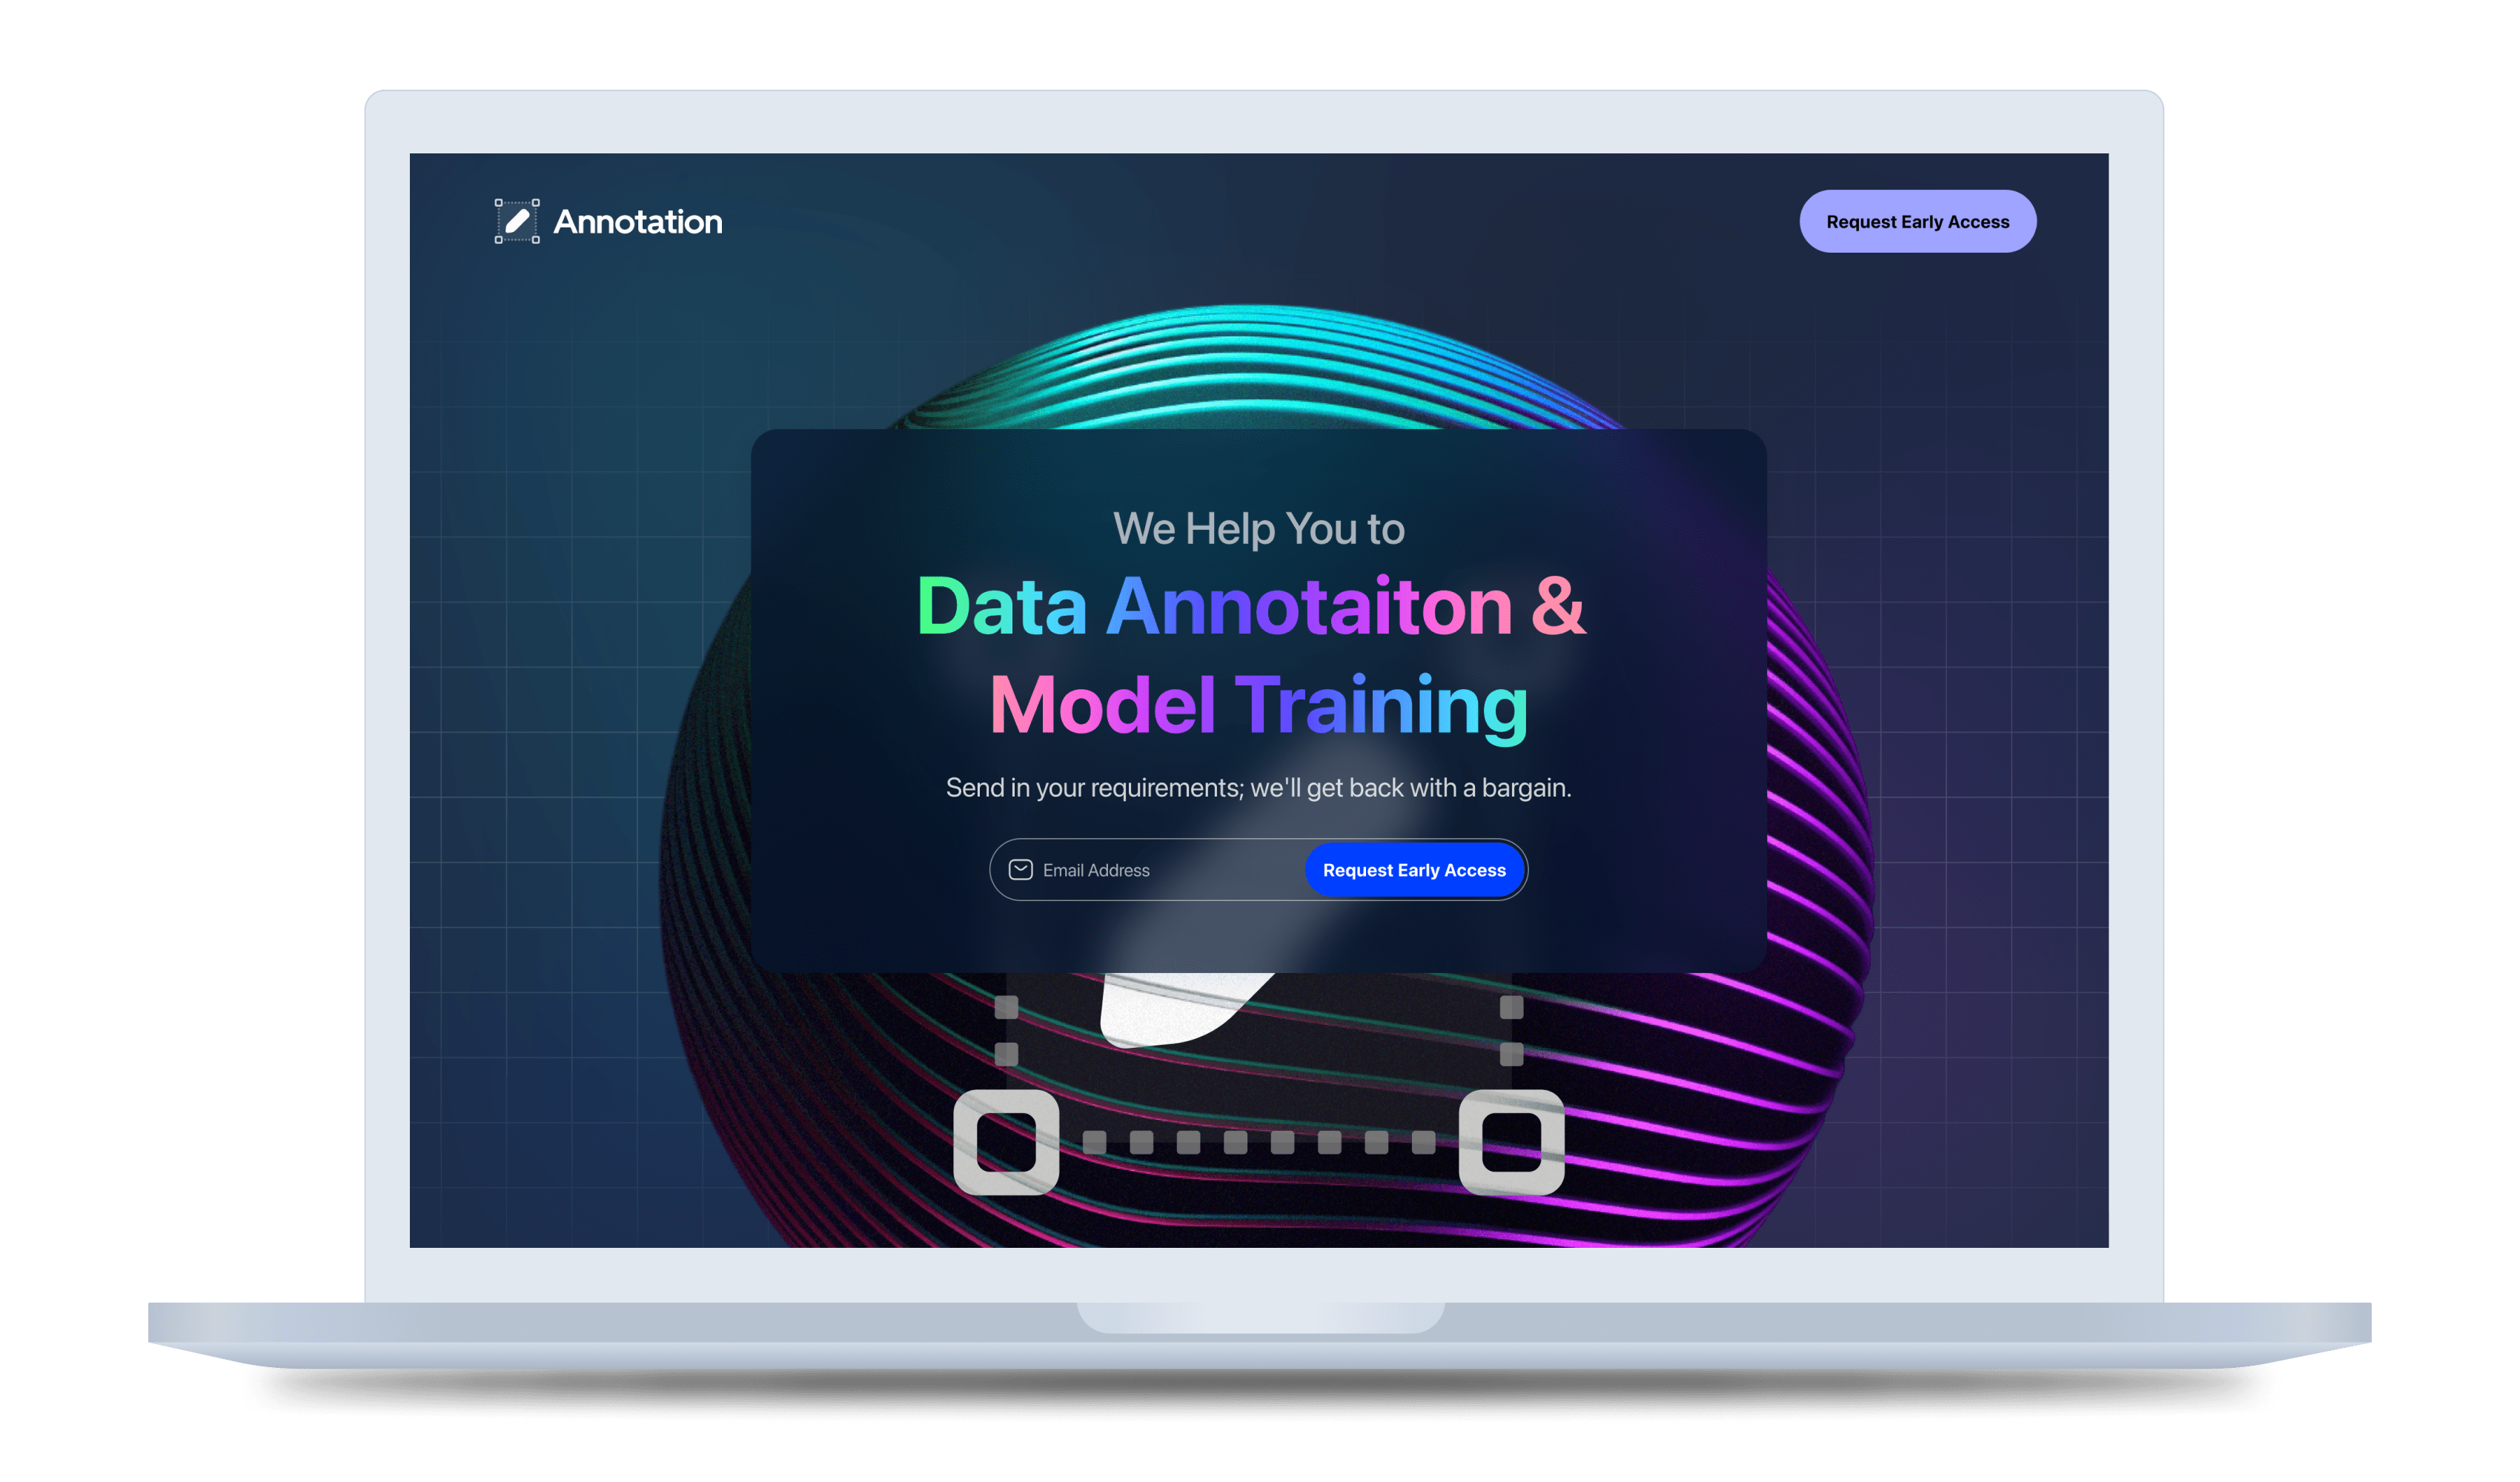 Annotation
Request Early Access
We Help You to
Data Annotaiton &
Model Training
Send in your requirements; we'll get back with a bargain.
Email Address
Request Early Access